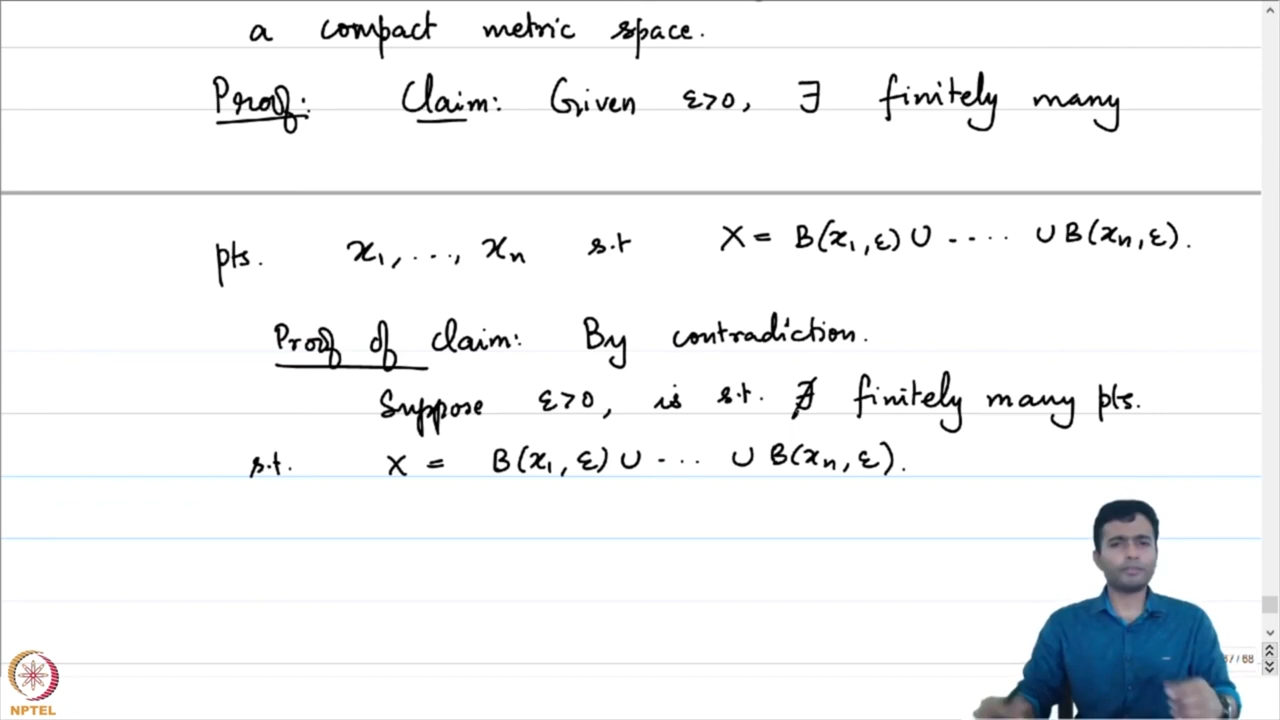 a compact metric space.
Proof: Claim: Given ε>0, ∃ finitely many
pts. x₁, ..., xₙ s.t X = B(x₁, ε) ∪ ---- ∪ B(xₙ, ε).
Proof of claim: By contradiction.
Suppose ε>0, is s.t. ∄ finitely many pts.
s.t. X = B(x₁, ε) ∪ --- ∪ B(xₙ, ε).
NPTEL